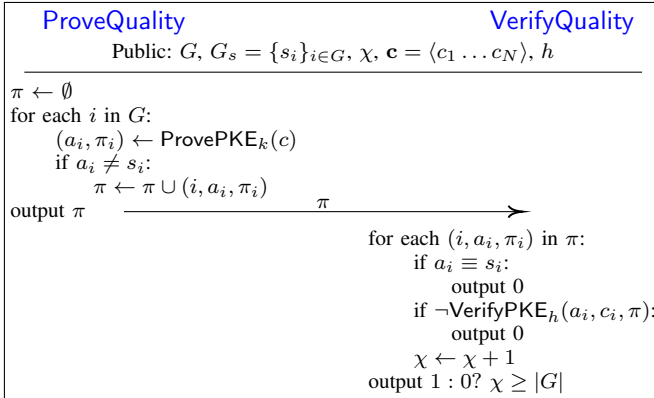 ProveQuality VerifyQuality
Public: G, G_s = {s_i}_{i∈G}, χ, c = ⟨c_1 … c_N⟩, h
π ← ∅
for each i in G:
(a_i, π_i) ← ProvePKE_k(c)
if a_i ≠ s_i:
π ← π ∪ (i, a_i, π_i)
output π π
for each (i, a_i, π_i) in π:
if a_i ≡ s_i:
output 0
if ¬VerifyPKE_h(a_i, c_i, π):
output 0
χ ← χ + 1
output 1 : 0? χ ≥ |G|